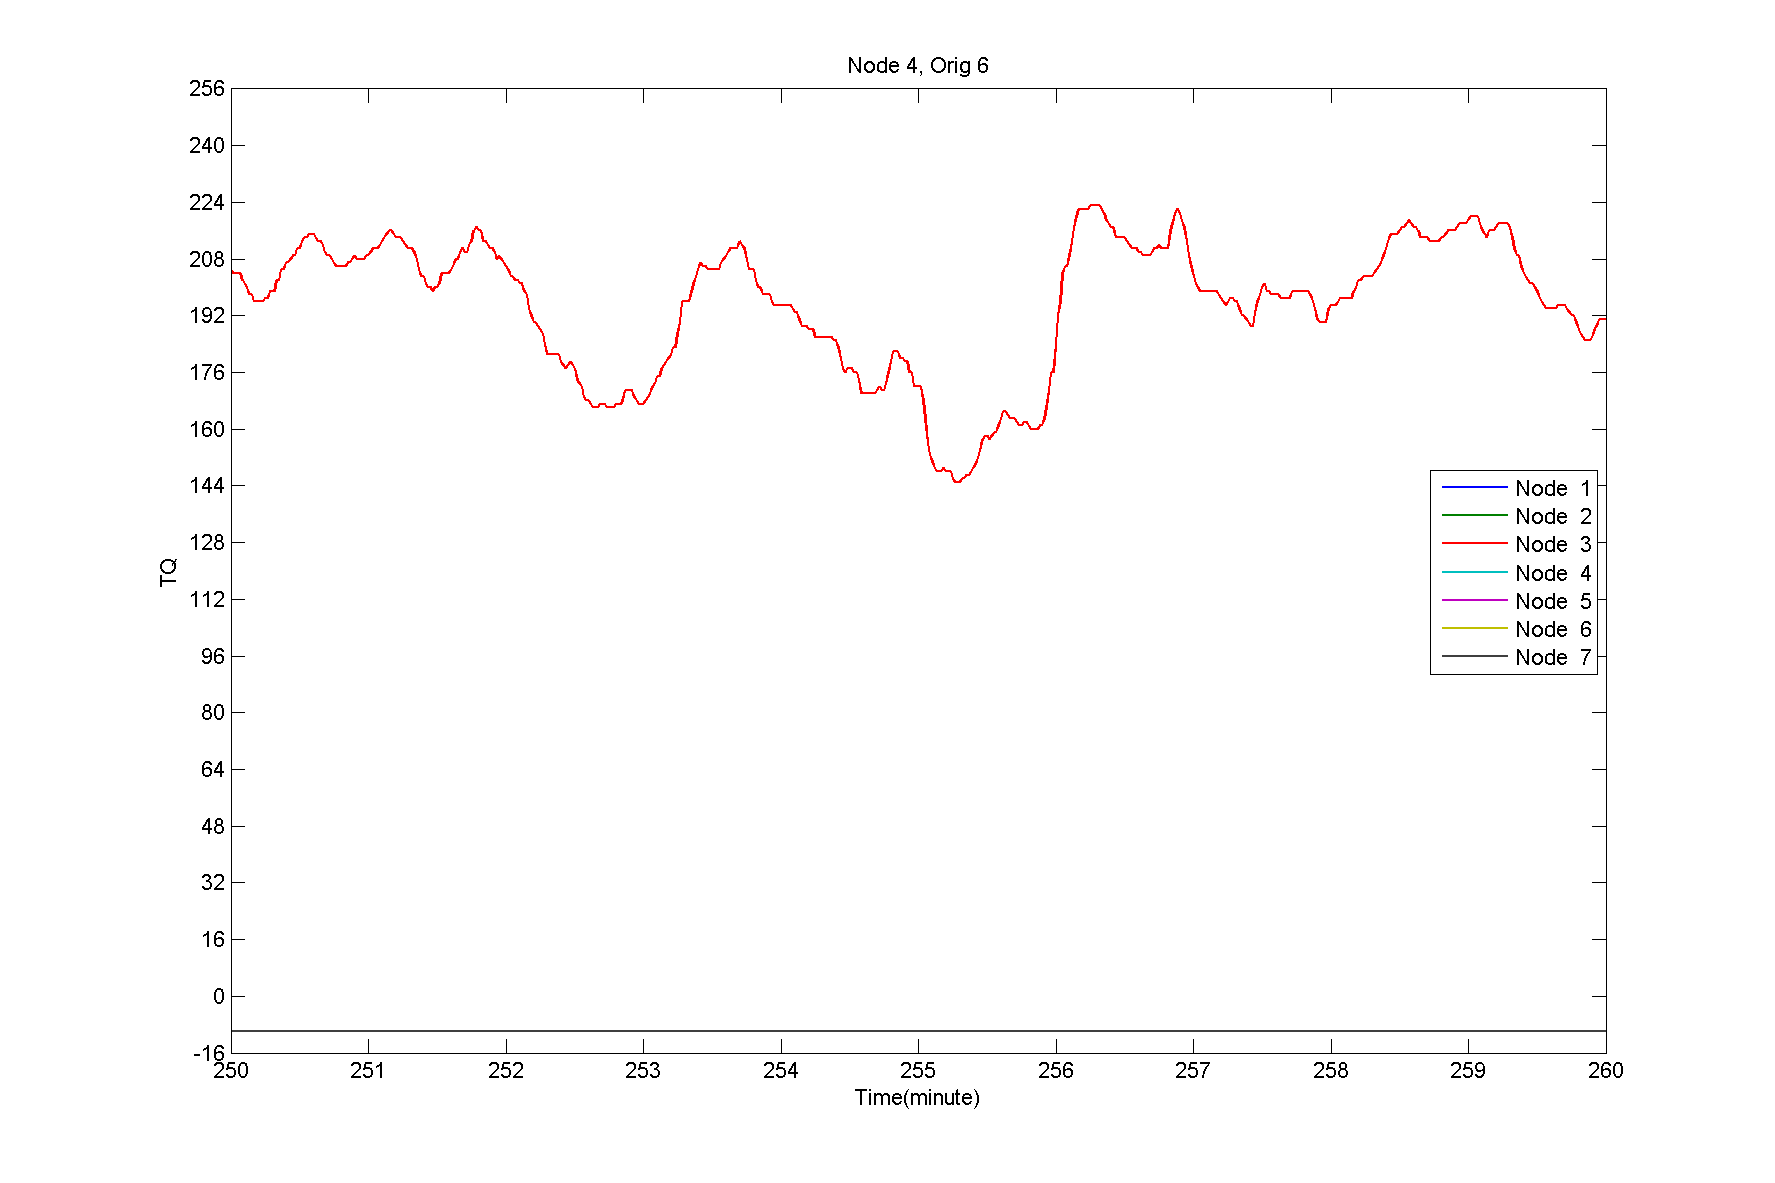 Node 4, Orig 6
256
240
224
208
192
176
160
144
128
112
96
80
64
48
32
16
0
-16
TQ
Node 1
Node 2
Node 3
Node 4
Node 5
Node 6
Node 7
250 251 252 253 254 255 256 257 258 259 260
Time(minute)